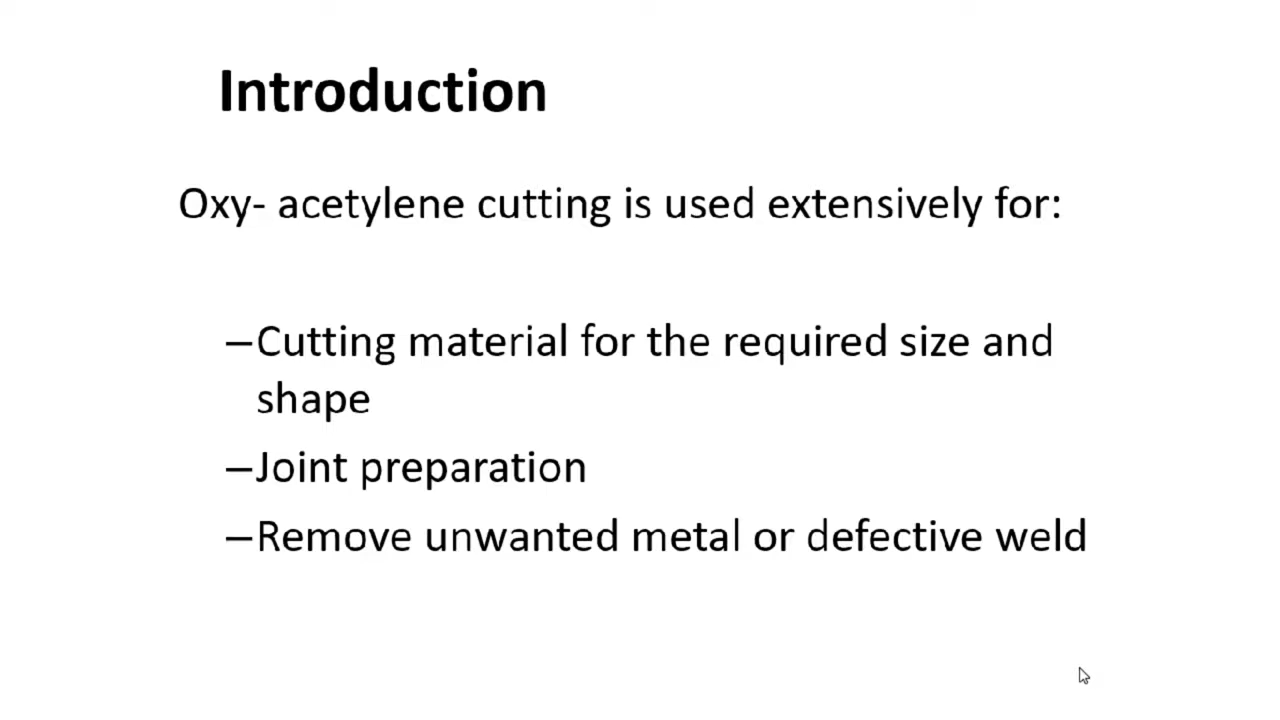 Introduction
Oxy- acetylene cutting is used extensively for:
–Cutting material for the required size and
shape
–Joint preparation
–Remove unwanted metal or defective weld